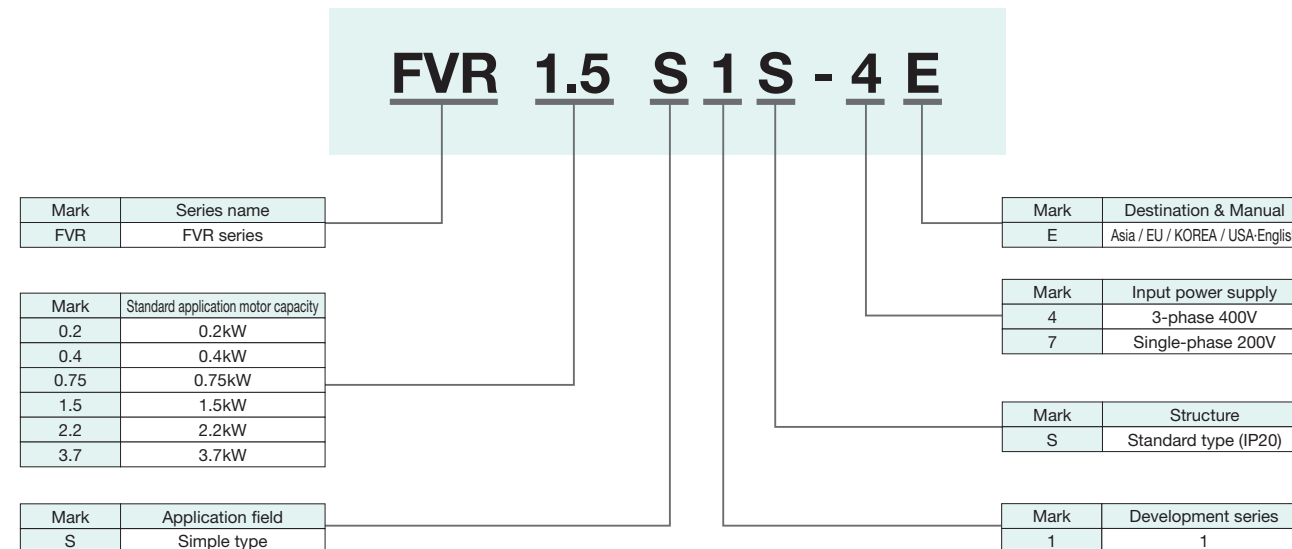 FVR 1.5 S 1 S - 4 E
Mark Series name
FVR FVR series
Mark Standard application motor capacity
0.2 0.2kW
0.4 0.4kW
0.75 0.75kW
1.5 1.5kW
2.2 2.2kW
3.7 3.7kW
Mark Application field
S Simple type
Mark Destination & Manual
E Asia / EU / KOREA / USA·Englis
Mark Input power supply
4 3-phase 400V
7 Single-phase 200V
Mark Structure
S Standard type (IP20)
Mark Development series
1 1